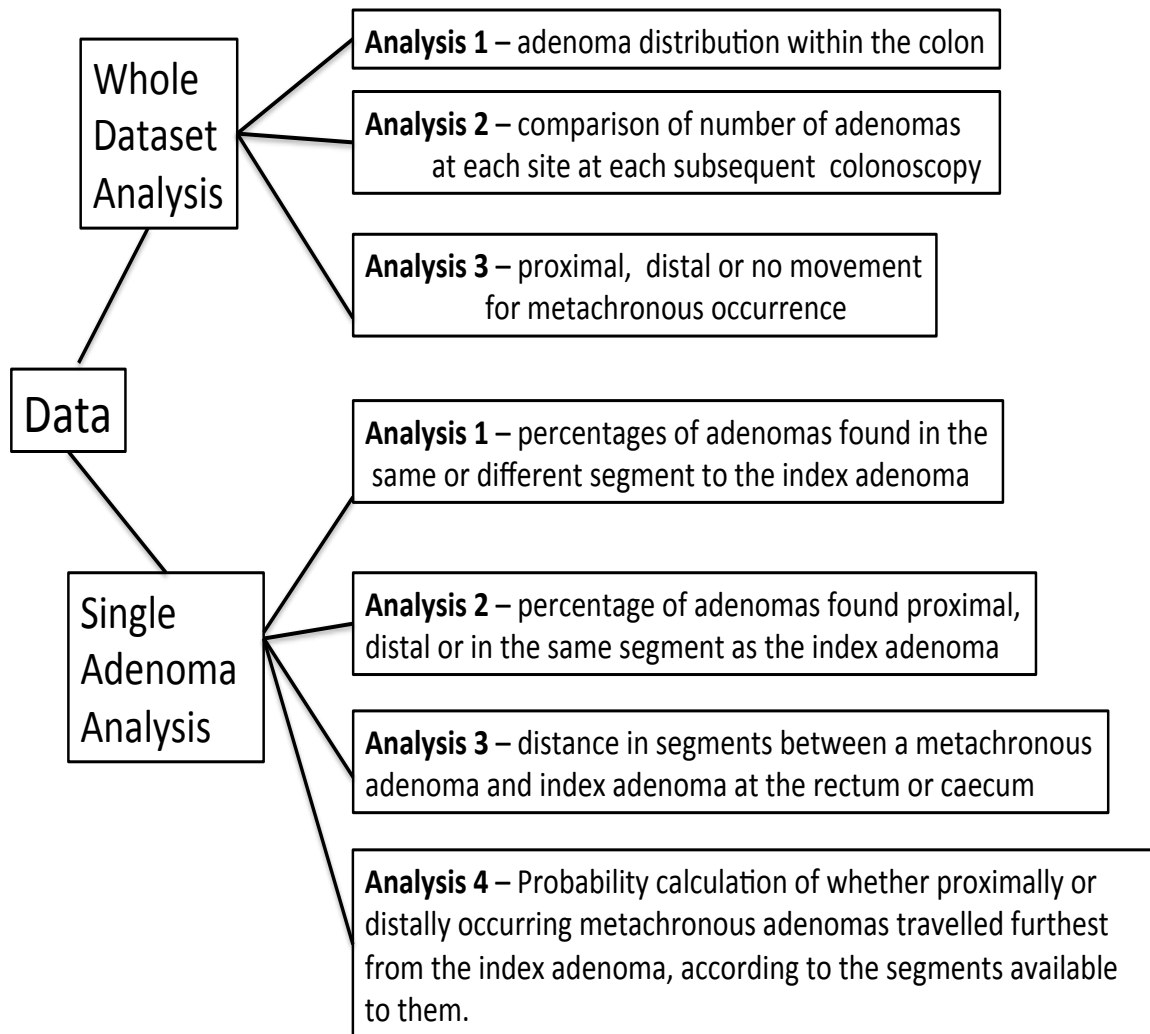 Whole
Dataset
Analysis
Analysis 1 – adenoma distribution within the colon
Analysis 2 – comparison of number of adenomas
at each site at each subsequent colonoscopy
Analysis 3 – proximal, distal or no movement
for metachronous occurrence
Data
Single
Adenoma
Analysis
Analysis 1 – percentages of adenomas found in the
same or different segment to the index adenoma
Analysis 2 – percentage of adenomas found proximal,
distal or in the same segment as the index adenoma
Analysis 3 – distance in segments between a metachronous
adenoma and index adenoma at the rectum or caecum
Analysis 4 – Probability calculation of whether proximally or
distally occurring metachronous adenomas travelled furthest
from the index adenoma, according to the segments available
to them.